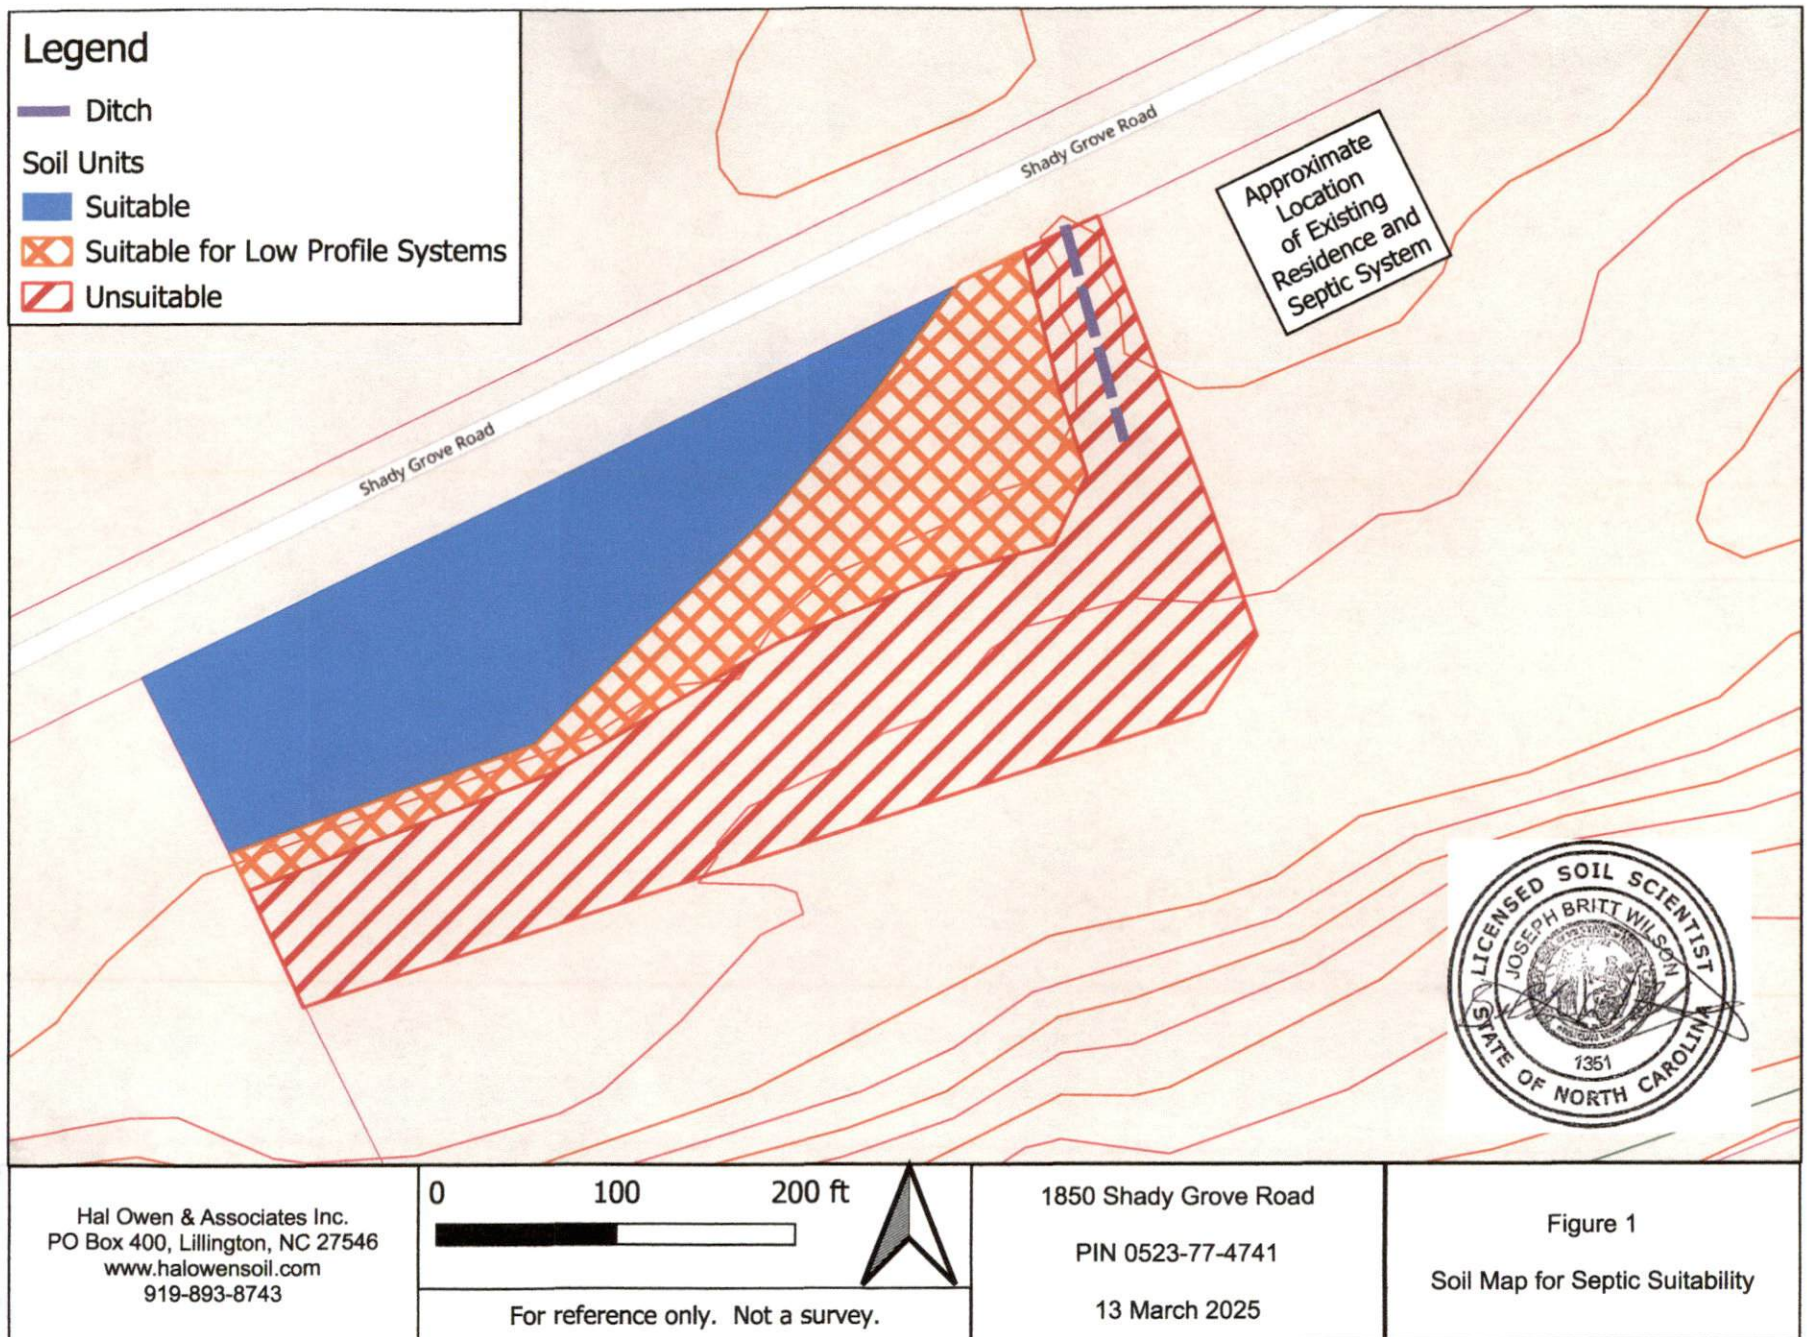 Legend
Ditch
Soil Units
Suitable
Suitable for Low Profile Systems
Unsuitable
Shady Grove Road
Shady Grove Road
Approximate
Location
of Existing
Residence and
Septic System
LICENSED SOIL SCIENTIST
JOSEPH BRITT WILSON
1351
STATE OF NORTH CAROLINA
Hal Owen & Associates Inc.
PO Box 400, Lillington, NC 27546
www.halowensoil.com
919-893-8743
0 100 200 ft
For reference only. Not a survey.
1850 Shady Grove Road
PIN 0523-77-4741
13 March 2025
Figure 1
Soil Map for Septic Suitability